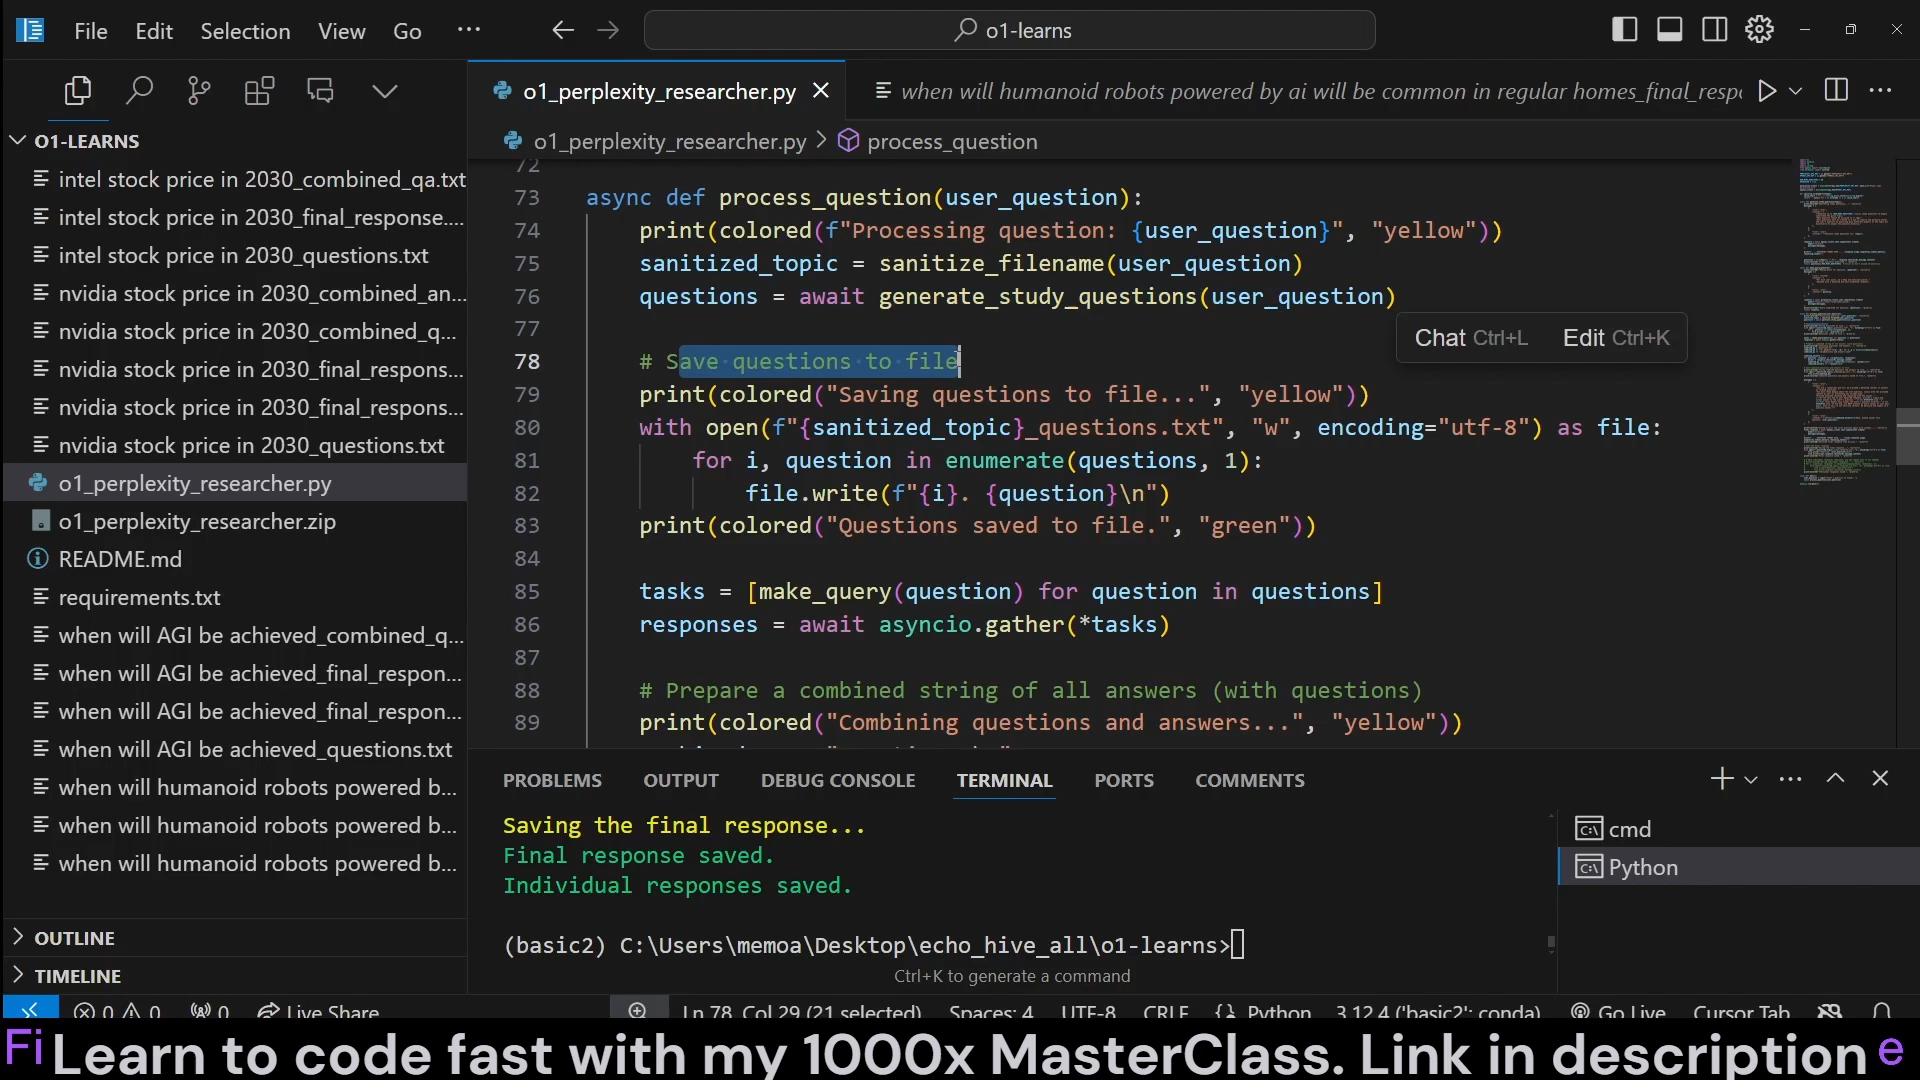 File Edit Selection View Go ··· o1-learns
o1_perplexity_researcher.py when will humanoid robots powered by ai will be common in regular homes_final_resp
o1_perplexity_researcher.py > process_question
O1-LEARNS
intel stock price in 2030_combined_qa.txt
intel stock price in 2030_final_response....
intel stock price in 2030_questions.txt
nvidia stock price in 2030_combined_an...
nvidia stock price in 2030_combined_q...
nvidia stock price in 2030_final_respons...
nvidia stock price in 2030_final_respons...
nvidia stock price in 2030_questions.txt
o1_perplexity_researcher.py
o1_perplexity_researcher.zip
README.md
requirements.txt
when will AGI be achieved_combined_q...
when will AGI be achieved_final_respon...
when will AGI be achieved_final_respon...
when will AGI be achieved_questions.txt
when will humanoid robots powered b...
when will humanoid robots powered b...
when will humanoid robots powered b...
OUTLINE
TIMELINE
72
73 async def process_question(user_question):
74 print(colored(f"Processing question: {user_question}", "yellow"))
75 sanitized_topic = sanitize_filename(user_question)
76 questions = await generate_study_questions(user_question)
77
Chat Ctrl+L Edit Ctrl+K
78 # Save questions to file
79 print(colored("Saving questions to file...", "yellow"))
80 with open(f"{sanitized_topic}_questions.txt", "w", encoding="utf-8") as file:
81 for i, question in enumerate(questions, 1):
82 file.write(f"{i}. {question}\n")
83 print(colored("Questions saved to file.", "green"))
84
85 tasks = [make_query(question) for question in questions]
86 responses = await asyncio.gather(*tasks)
87
88 # Prepare a combined string of all answers (with questions)
89 print(colored("Combining questions and answers...", "yellow"))
PROBLEMS OUTPUT DEBUG CONSOLE TERMINAL PORTS COMMENTS
Saving the final response...
Final response saved.
Individual responses saved.
(basic2) C:\Users\memoa\Desktop\echo_hive_all\o1-learns>
Ctrl+K to generate a command
cmd
Python
0 0 0 Live Share Ln 78, Col 29 (21 selected) Spaces: 4 UTF-8 CRLF Python 3.12.4 ('basic2': conda) Go Live Cursor Tab
Fi Learn to code fast with my 1000x MasterClass. Link in description e